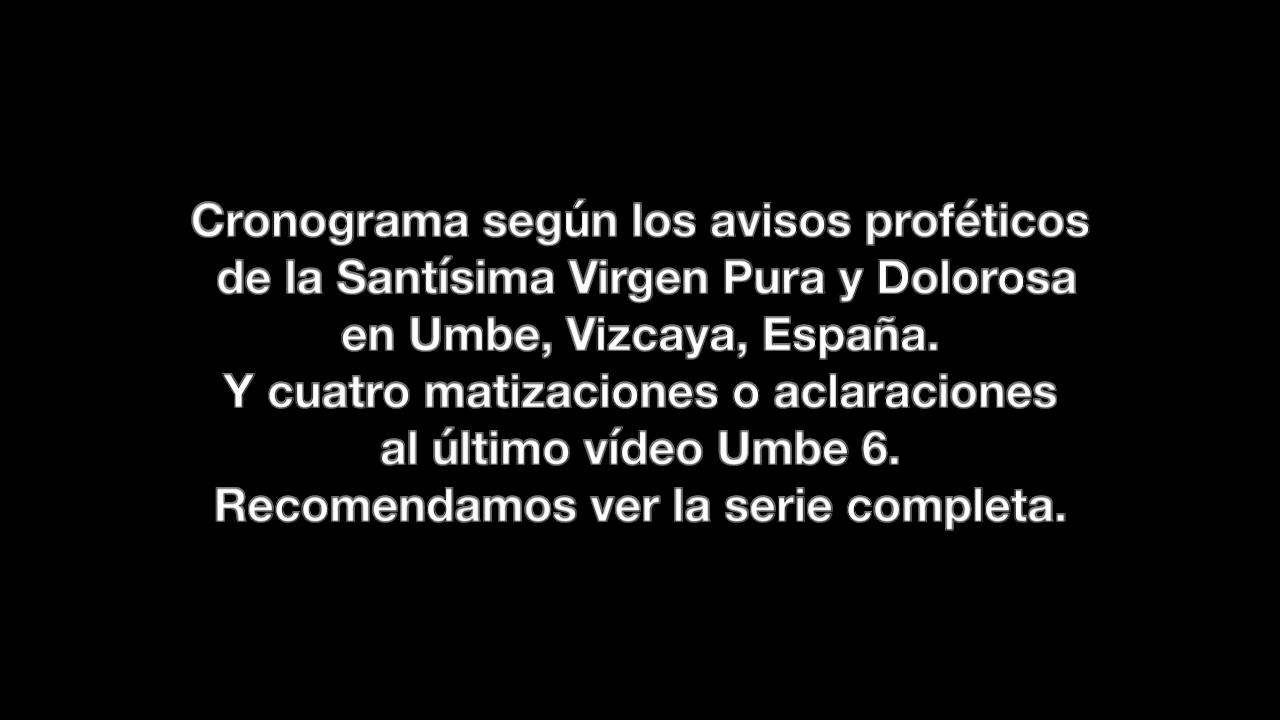 Cronograma según los avisos proféticos
de la Santísima Virgen Pura y Dolorosa
en Umbe, Vizcaya, España.
Y cuatro matizaciones o aclaraciones
al último vídeo Umbe 6.
Recomendamos ver la serie completa.